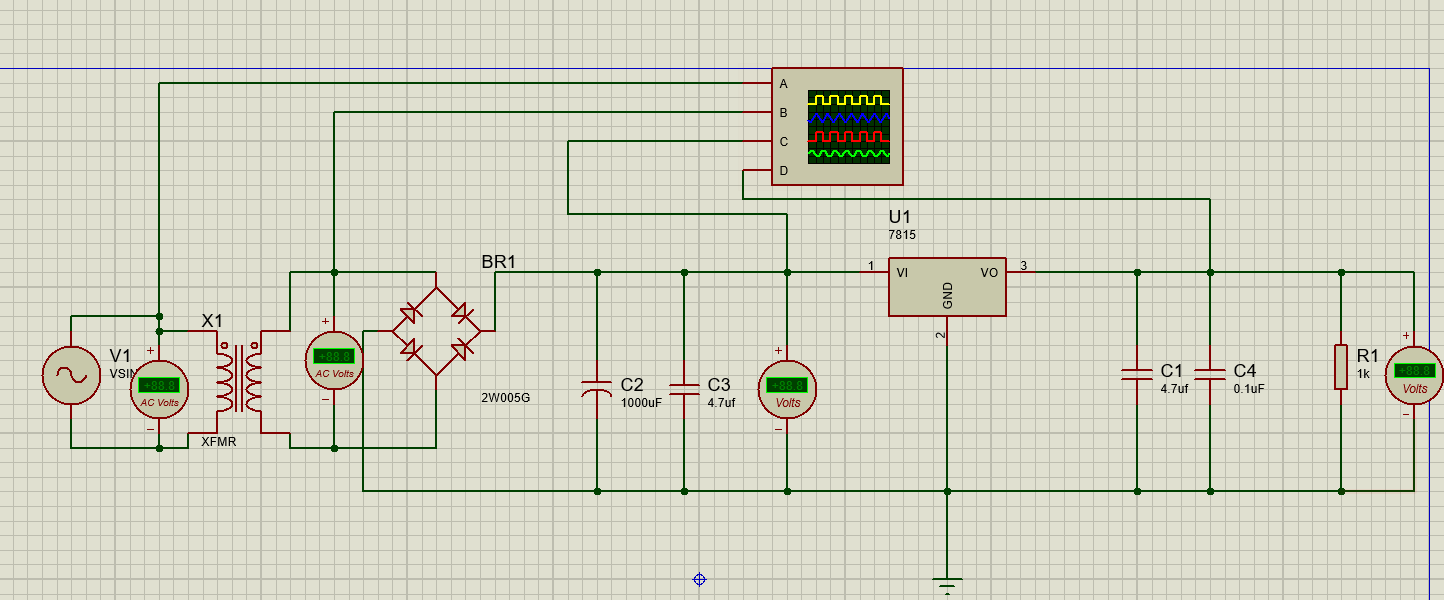 A
B
C
D
U1
7815
BR1
1
VI
VO
3
GND
2
X1
V1
VSIN
+
+88.8
AC Volts
−
XFMR
+
+88.8
AC Volts
−
2W005G
C2
1000uF
C3
4.7uf
+
+88.8
Volts
−
C1
4.7uf
C4
0.1uF
R1
1k
+
+88.8
Volts
−